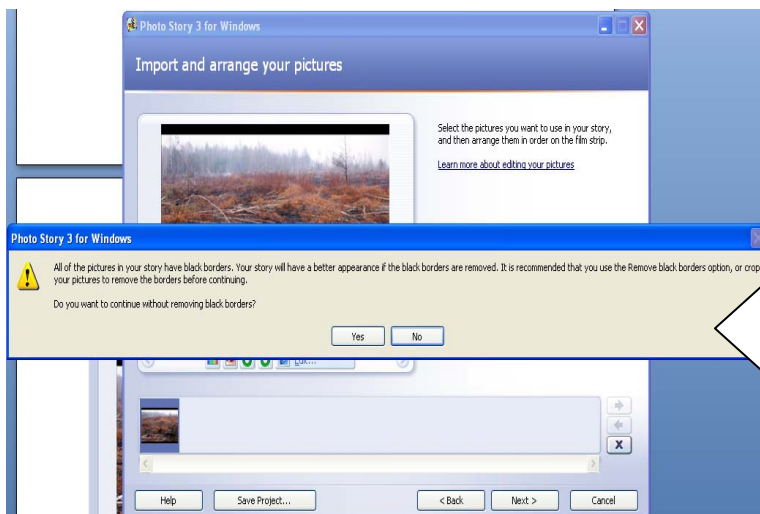 Photo Story 3 for Windows
Import and arrange your pictures
Select the pictures you want to use in your story,
and then arrange them in order on the film strip.
Learn more about editing your pictures
Photo Story 3 for Windows
All of the pictures in your story have black borders. Your story will have a better appearance if the black borders are removed. It is recommended that you use the Remove black borders option, or crop
your pictures to remove the borders before continuing.
Do you want to continue without removing black borders?
Yes No
Help Save Project... < Back Next > Cancel